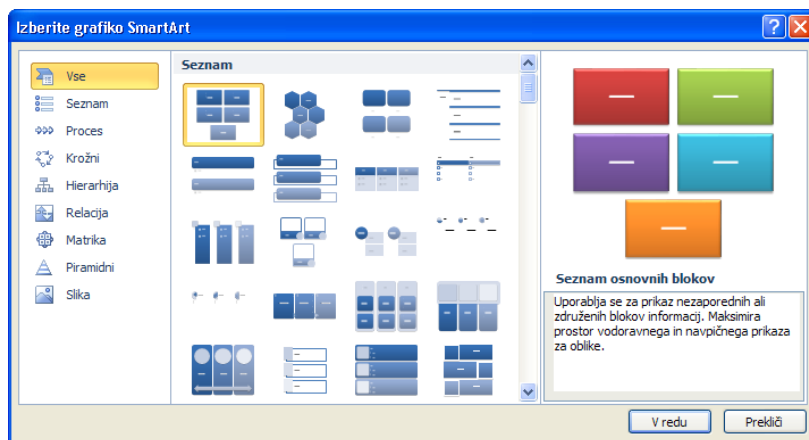 Izberite grafiko SmartArt
Vse
Seznam
Proces
Krožni
Hierarhija
Relacija
Matrika
Piramidni
Slika
Seznam
Seznam osnovnih blokov
Uporablja se za prikaz nezaporednih ali
združenih blokov informacij. Maksimira
prostor vodoravnega in navpičnega prikaza
za oblike.
V redu
Prekliči